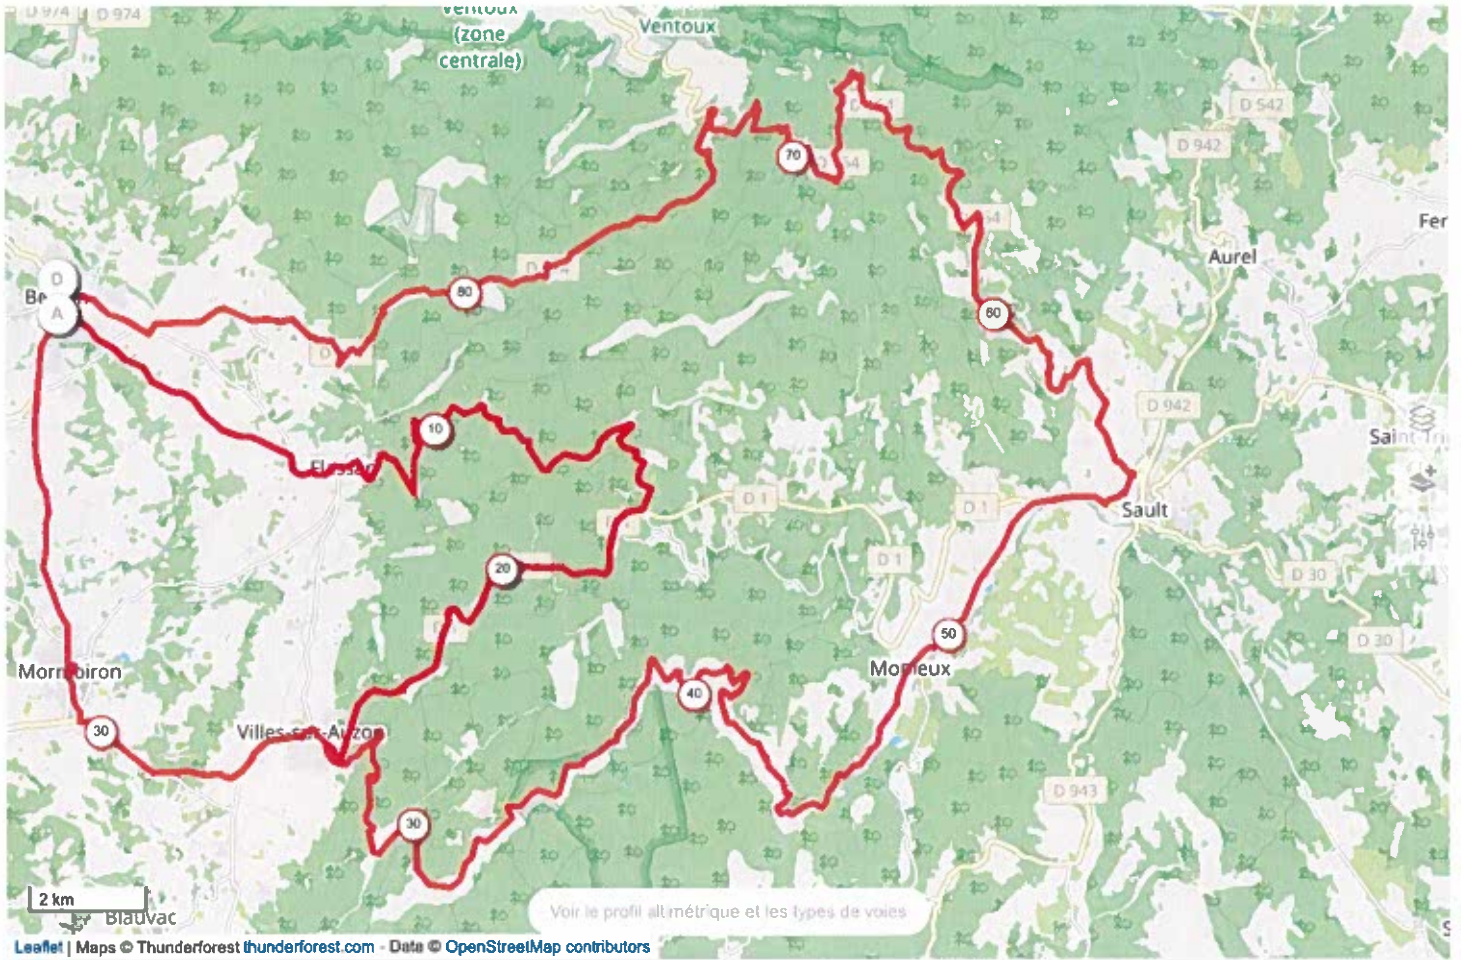 D 974
D 974
Ventoux
(zone
centrale)
Ventoux
D 542
D 942
70
Fer
Aurel
D
80
A
60
D
D 942
10
Sault
D 1
D 1
D 1
20
D 30
50
D 30
Mormoiron
40
30
Villes-sur-Auzon
D 943
30
2 km
Blauvac
Voir le profil altimétrique et les types de voies
Leaflet | Maps © Thunderforest thunderforest.com - Data © OpenStreetMap contributors